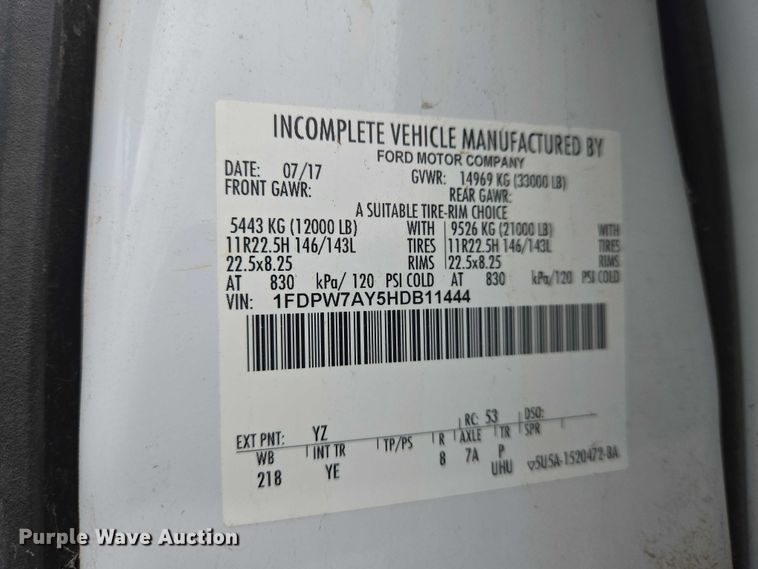 INCOMPLETE VEHICLE MANUFACTURED BY
FORD MOTOR COMPANY
DATE: 07/17 GVWR: 14969 KG (33000 LB)
FRONT GAWR: REAR GAWR:
A SUITABLE TIRE-RIM CHOICE
5443 KG (12000 LB) WITH 9526 KG (21000 LB) WITH
11R22.5H 146/143L TIRES 11R22.5H 146/143L TIRES
22.5x8.25 RIMS 22.5x8.25 RIMS
AT 830 kPa/ 120 PSI COLD AT 830 kPa/ 120 PSI COLD
VIN: 1FDPW7AY5HDB11444
RC: 53 DSO:
EXT PNT: YZ
WB INT TR TP/PS R AXLE TR SPR
218 YE 8 7A P
UHU 5U5A-1520472-BA
Purple Wave Auction